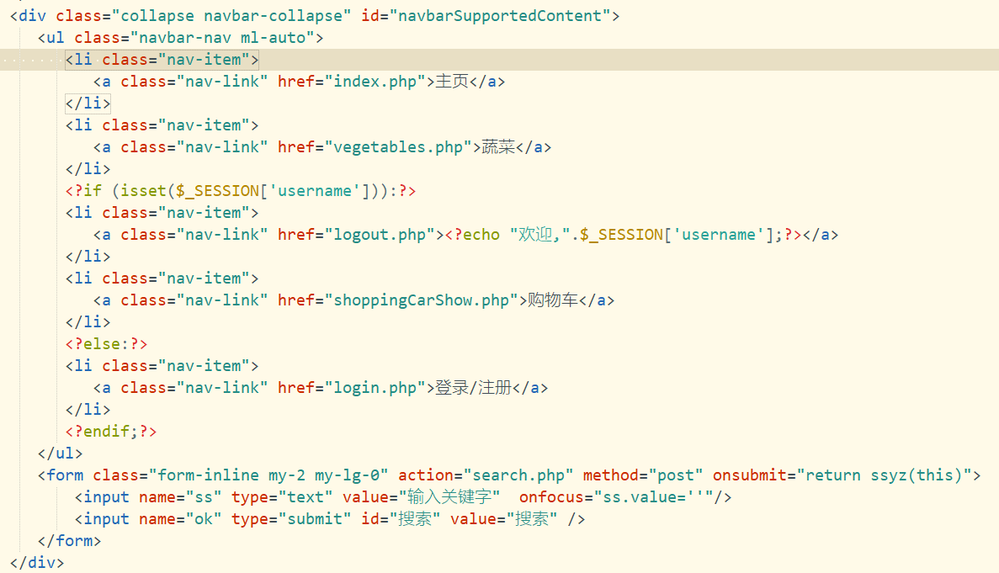 <div class="collapse navbar-collapse" id="navbarSupportedContent">
<ul class="navbar-nav ml-auto">
<li class="nav-item">
<a class="nav-link" href="index.php">主页</a>
</li>
<li class="nav-item">
<a class="nav-link" href="vegetables.php">蔬菜</a>
</li>
<?if (isset($_SESSION['username'])):?>
<li class="nav-item">
<a class="nav-link" href="logout.php"><?echo "欢迎,".$_SESSION['username'];?></a>
</li>
<li class="nav-item">
<a class="nav-link" href="shoppingCarShow.php">购物车</a>
</li>
<?else:?>
<li class="nav-item">
<a class="nav-link" href="login.php">登录/注册</a>
</li>
<?endif;?>
</ul>
<form class="form-inline my-2 my-lg-0" action="search.php" method="post" onsubmit="return ssyz(this)">
<input name="ss" type="text" value="输入关键字"  onfocus="ss.value=''"/>
<input name="ok" type="submit" id="搜索" value="搜索" />
</form>
</div>